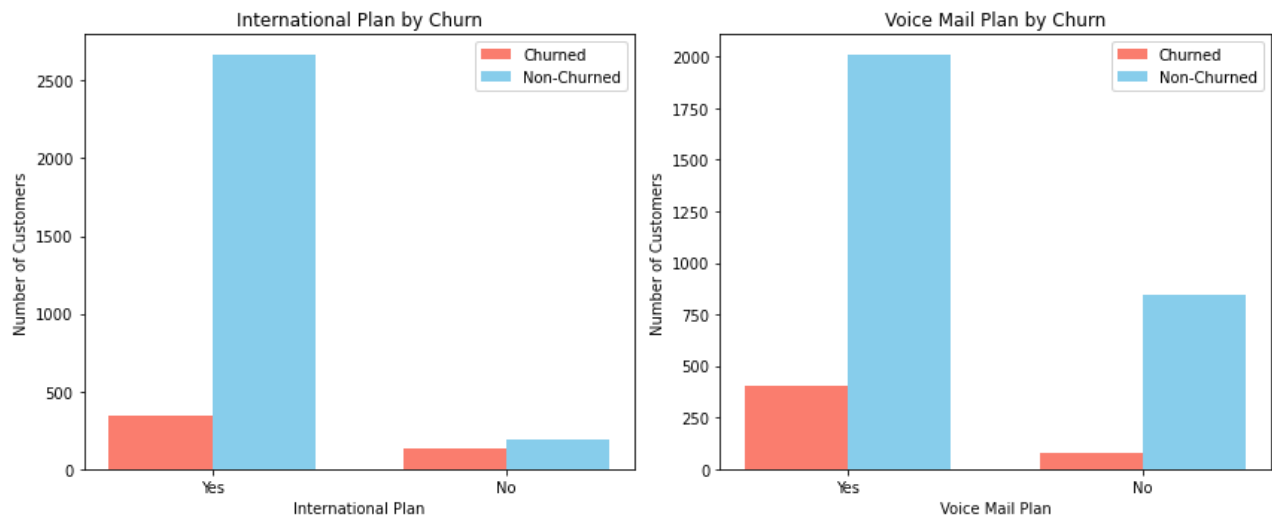 International Plan by Churn
Churned
Non-Churned
2500
2000
1500
1000
500
0
Number of Customers
Yes
No
International Plan
Voice Mail Plan by Churn
Churned
Non-Churned
2000
1750
1500
1250
1000
750
500
250
0
Number of Customers
Yes
No
Voice Mail Plan